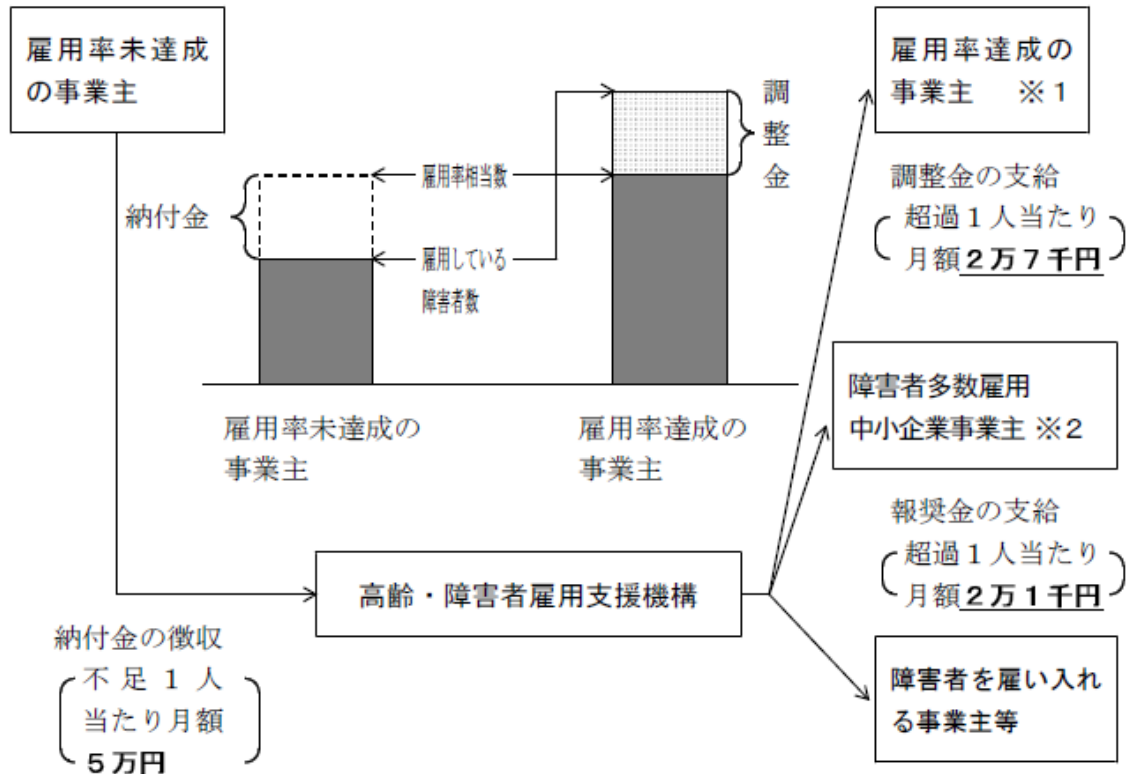 雇用率未達成
の事業主
納付金
雇用率相当数
雇用している
障害者数
調
整
金
雇用率未達成の
事業主
雇用率達成の
事業主
雇用率達成の
事業主　※1
調整金の支給
超過1人当たり
月額2万7千円
障害者多数雇用
中小企業事業主 ※2
報奨金の支給
超過1人当たり
月額2万1千円
高齢・障害者雇用支援機構
納付金の徴収
不足1人
当たり月額
5万円
障害者を雇い入れ
る事業主等